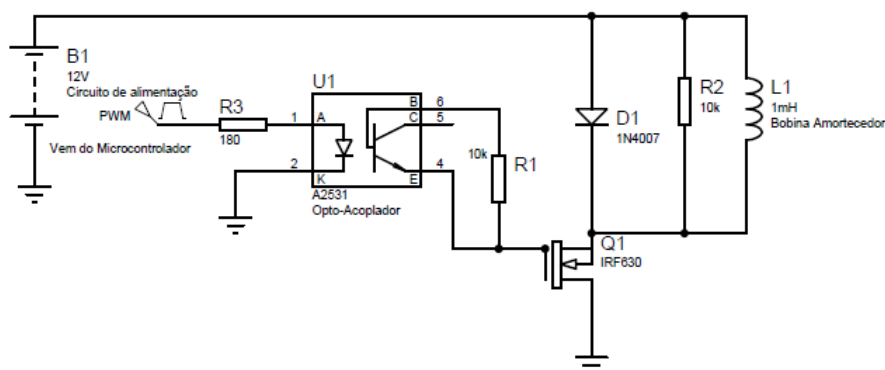 B1
12V
Circuito de alimentação
PWM
Vem do Microcontrolador
R3
180
U1
1
2
A
K
B
C
E
6
5
4
A2531
Opto-Acoplador
10k
R1
D1
1N4007
R2
10k
L1
1mH
Bobina Amortecedor
Q1
IRF630